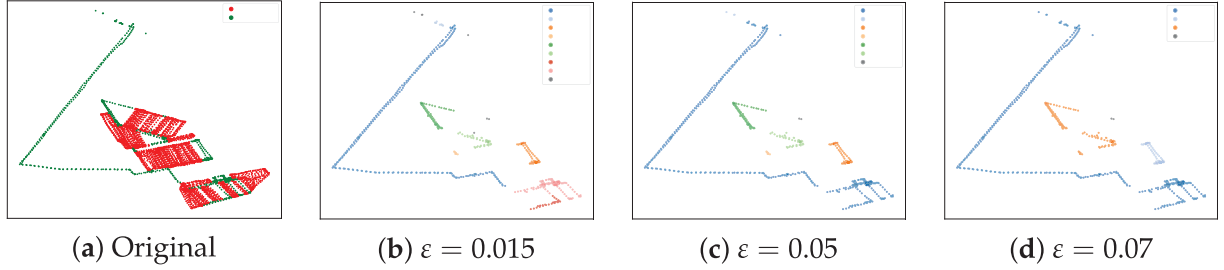 (a) Original
(b) ε = 0.015
(c) ε = 0.05
(d) ε = 0.07